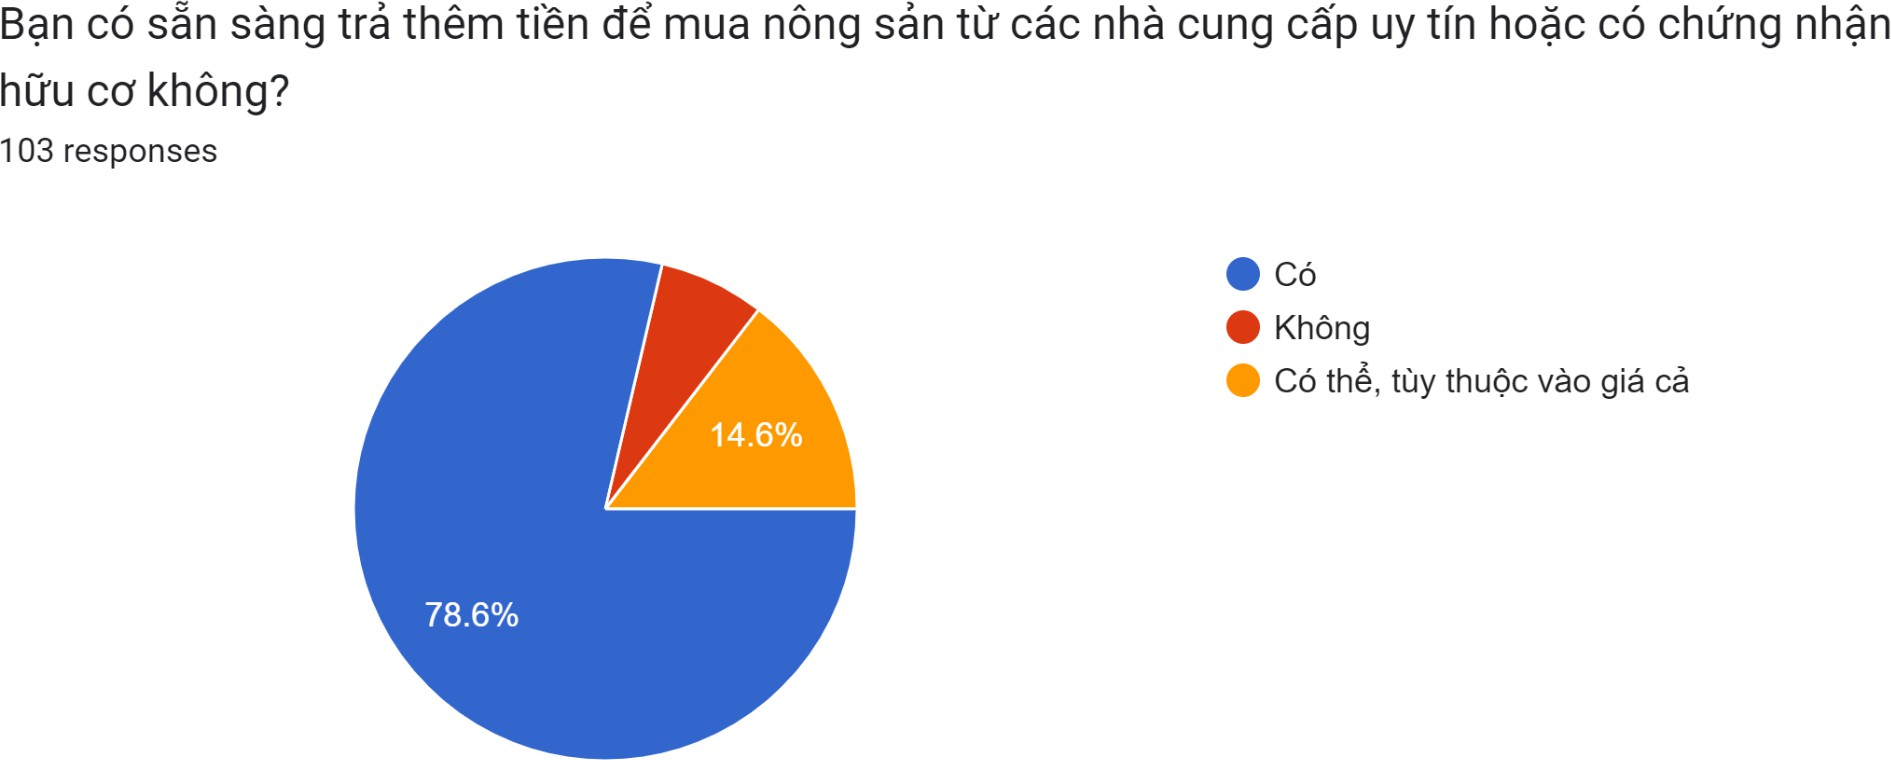 Bạn có sẵn sàng trả thêm tiền để mua nông sản từ các nhà cung cấp uy tín hoặc có chứng nhận
hữu cơ không?
103 responses
Có
Không
Có thể, tùy thuộc vào giá cả
14.6%
78.6%